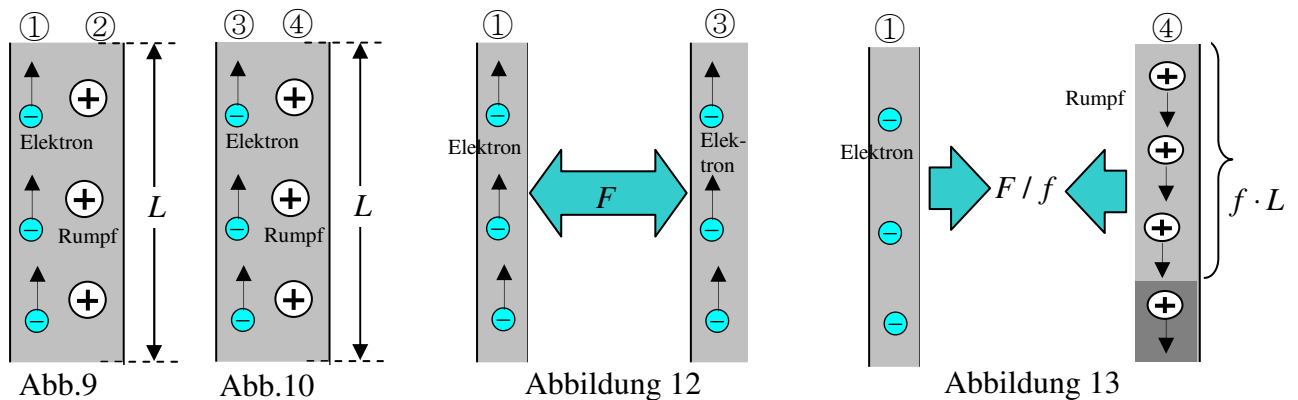 ① ②
Elektron
Rumpf
L
Abb.9
③ ④
Elektron
Rumpf
L
Abb.10
①
Elektron
F
③
Elek-
tron
Abbildung 12
①
Elektron
F / f
④
Rumpf
f · L
Abbildung 13